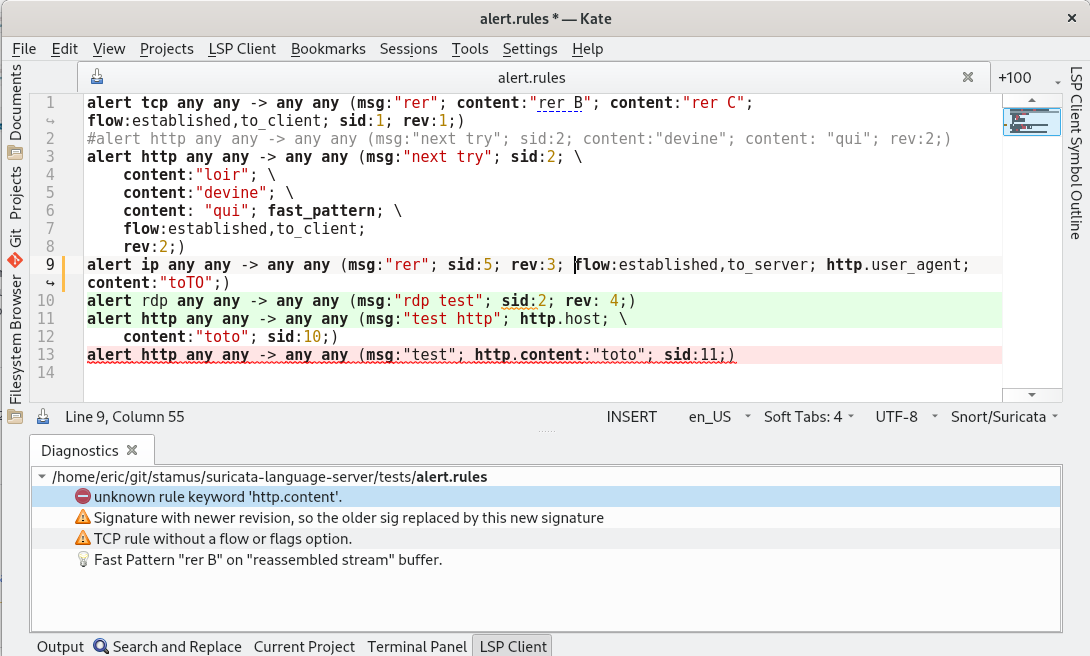 alert.rules * — Kate
File Edit View Projects LSP Client Bookmarks Sessions Tools Settings Help
alert.rules
+100
Documents
Projects
Git
Filesystem Browser
LSP Client Symbol Outline
1 alert tcp any any -> any any (msg:"rer"; content:"rer B"; content:"rer C";
flow:established,to_client; sid:1; rev:1;)
2 #alert http any any -> any any (msg:"next try"; sid:2; content:"devine"; content: "qui"; rev:2;)
3 alert http any any -> any any (msg:"next try"; sid:2; \
4 content:"loir"; \
5 content:"devine"; \
6 content: "qui"; fast_pattern; \
7 flow:established,to_client;
8 rev:2;)
9 alert ip any any -> any any (msg:"rer"; sid:5; rev:3; flow:established,to_server; http.user_agent;
content:"toTO";)
10 alert rdp any any -> any any (msg:"rdp test"; sid:2; rev: 4;)
11 alert http any any -> any any (msg:"test http"; http.host; \
12 content:"toto"; sid:10;)
13 alert http any any -> any any (msg:"test"; http.content:"toto"; sid:11;)
14
Line 9, Column 55 INSERT en_US Soft Tabs: 4 UTF-8 Snort/Suricata
Diagnostics
/home/eric/git/stamus/suricata-language-server/tests/alert.rules
unknown rule keyword 'http.content'.
Signature with newer revision, so the older sig replaced by this new signature
TCP rule without a flow or flags option.
Fast Pattern "rer B" on "reassembled stream" buffer.
Output Search and Replace Current Project Terminal Panel LSP Client